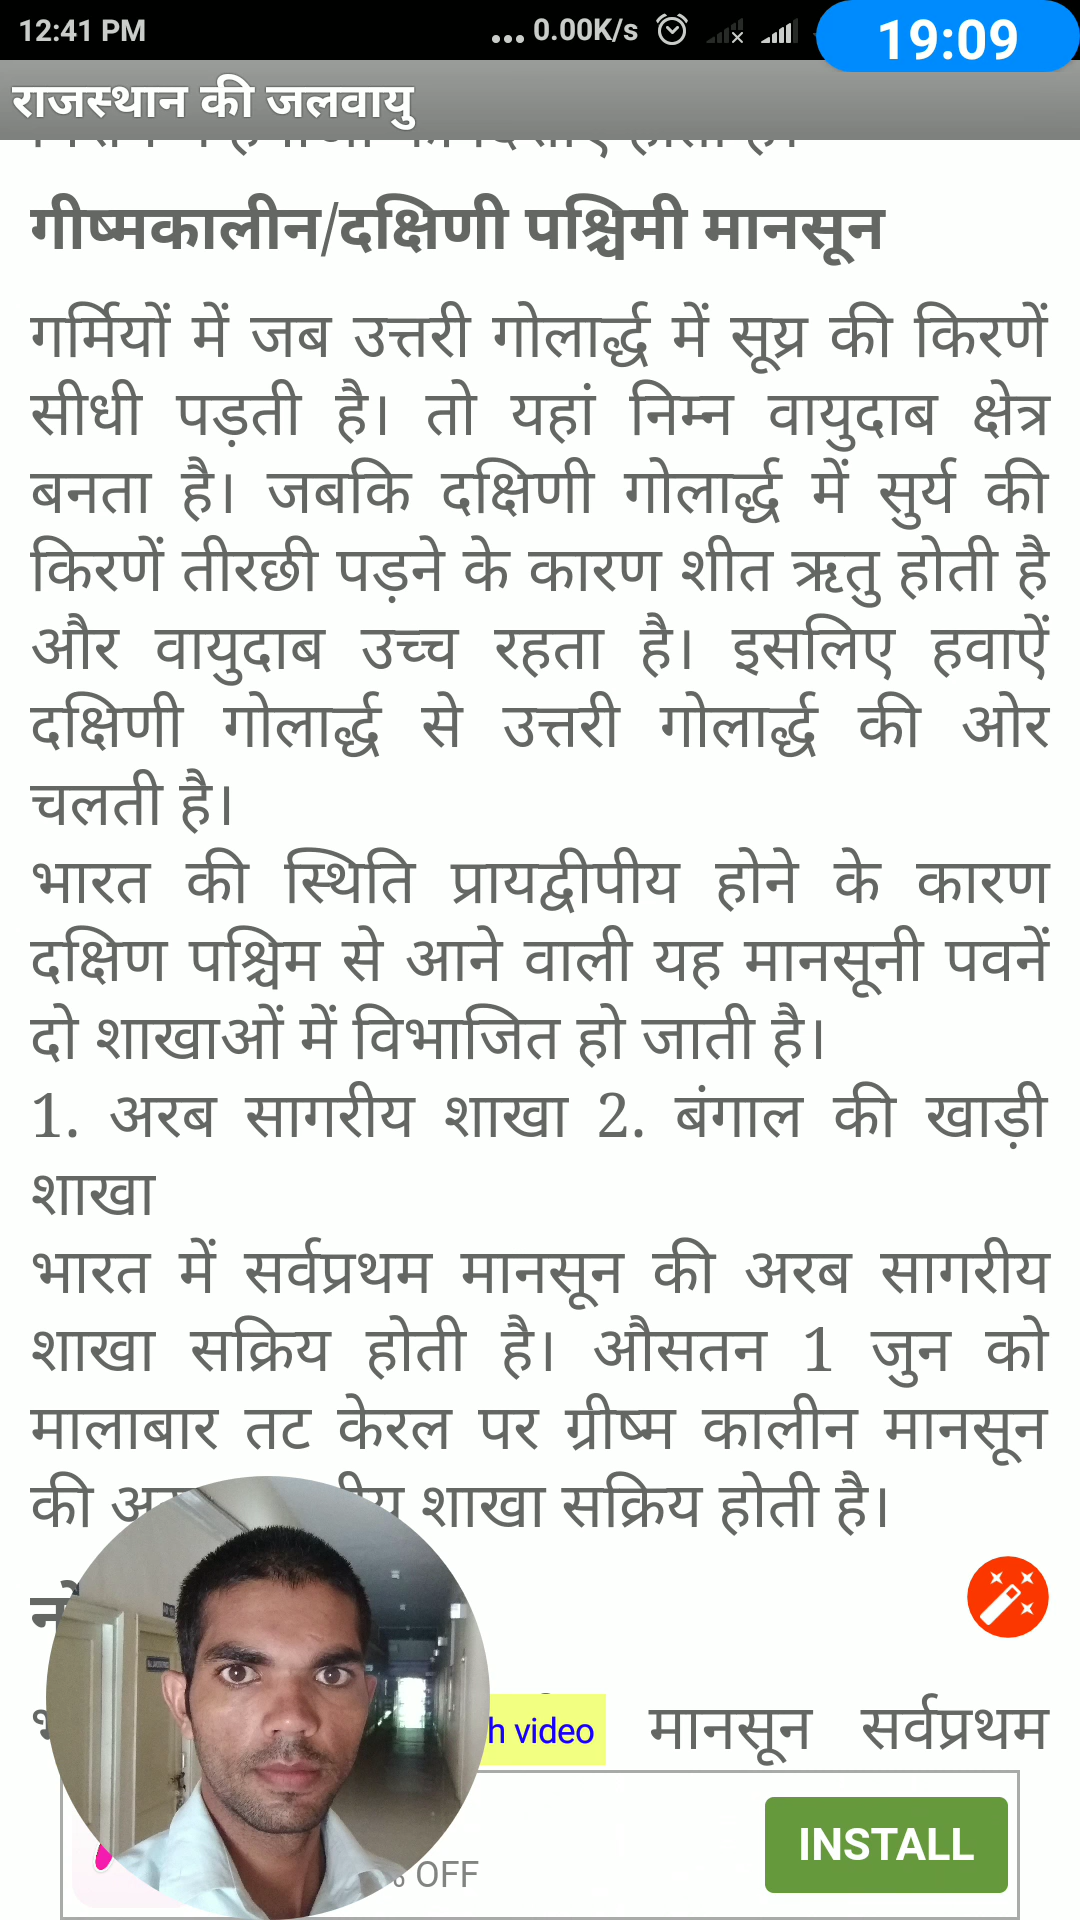 12:41 PM
... 0.00K/s
19:09
राजस्थान की जलवायु
गीष्मकालीन/दक्षिणी पश्चिमी मानसून
गर्मियों में जब उत्तरी गोलार्द्ध में सूय्र की किरणें
सीधी पड़ती है। तो यहां निम्न वायुदाब क्षेत्र
बनता है। जबकि दक्षिणी गोलार्द्ध में सुर्य की
किरणें तीरछी पड़ने के कारण शीत ऋतु होती है
और वायुदाब उच्च रहता है। इसलिए हवाऐं
दक्षिणी गोलार्द्ध से उत्तरी गोलार्द्ध की ओर
चलती है।
भारत की स्थिति प्रायद्वीपीय होने के कारण
दक्षिण पश्चिम से आने वाली यह मानसूनी पवनें
दो शाखाओं में विभाजित हो जाती है।
1. अरब सागरीय शाखा 2. बंगाल की खाड़ी
शाखा
भारत में सर्वप्रथम मानसून की अरब सागरीय
शाखा सक्रिय होती है। औसतन 1 जुन को
मालाबार तट केरल पर ग्रीष्म कालीन मानसून
की शाखा सक्रिय होती है।
video मानसून सर्वप्रथम
INSTALL
% OFF